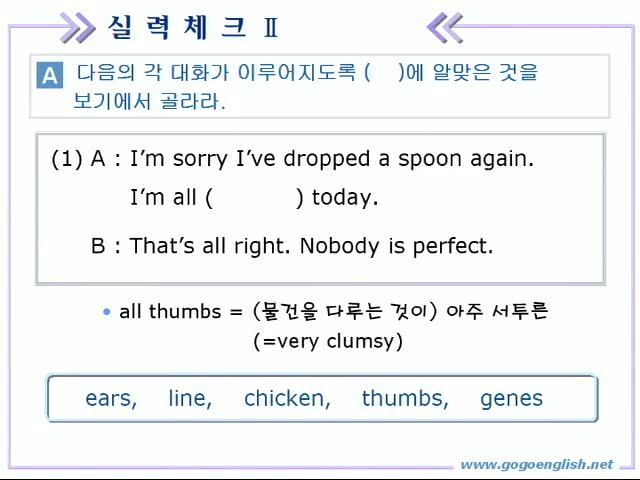 실 력 체 크 Ⅱ
A 다음의 각 대화가 이루어지도록 (    )에 알맞은 것을
보기에서 골라라.
(1) A : I’m sorry I’ve dropped a spoon again.
I’m all (        ) today.
B : That’s all right. Nobody is perfect.
• all thumbs = (물건을 다루는 것이) 아주 서투른
(=very clumsy)
ears, line, chicken, thumbs, genes
www.gogoenglish.net